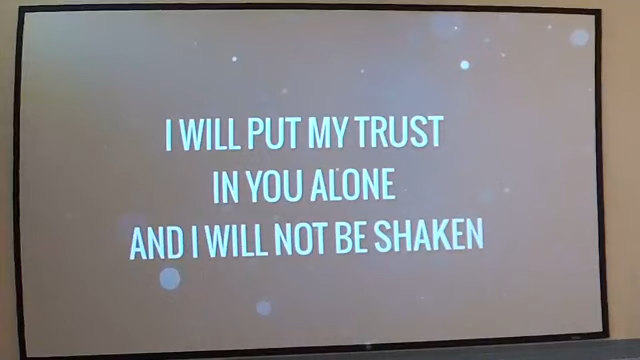 I WILL PUT MY TRUST
IN YOU ALONE
AND I WILL NOT BE SHAKEN